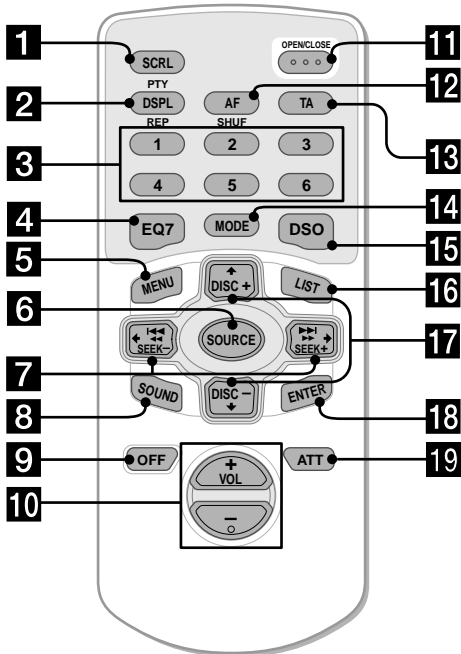 1 SCRL OPEN/CLOSE 11
PTY 12
2 DSPL AF TA
REP SHUF
3 1 2 3 13
4 5 6
4 EQ7 MODE DSO 14
15
5 MENU DISC + LIST 16
6 SOURCE 17
7 SEEK– SEEK+
8 SOUND DISC – ENTER 18
9 OFF + VOL ATT 19
10 –